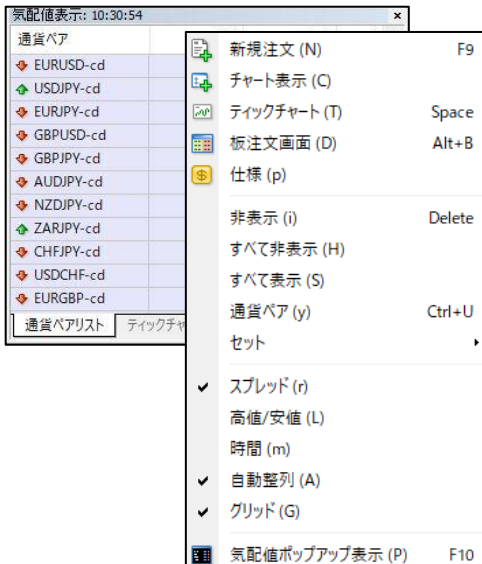 気配値表示: 10:30:54
通貨ペア
EURUSD-cd
USDJPY-cd
EURJPY-cd
GBPUSD-cd
GBPJPY-cd
AUDJPY-cd
NZDJPY-cd
ZARJPY-cd
CHFJPY-cd
USDCHF-cd
EURGBP-cd
通貨ペアリスト ティックチャ
新規注文 (N) F9
チャート表示 (C)
ティックチャート (T) Space
板注文画面 (D) Alt+B
仕様 (p)
非表示 (i) Delete
すべて非表示 (H)
すべて表示 (S)
通貨ペア (y) Ctrl+U
セット
スプレッド (r)
高値/安値 (L)
時間 (m)
自動整列 (A)
グリッド (G)
気配値ポップアップ表示 (P) F10